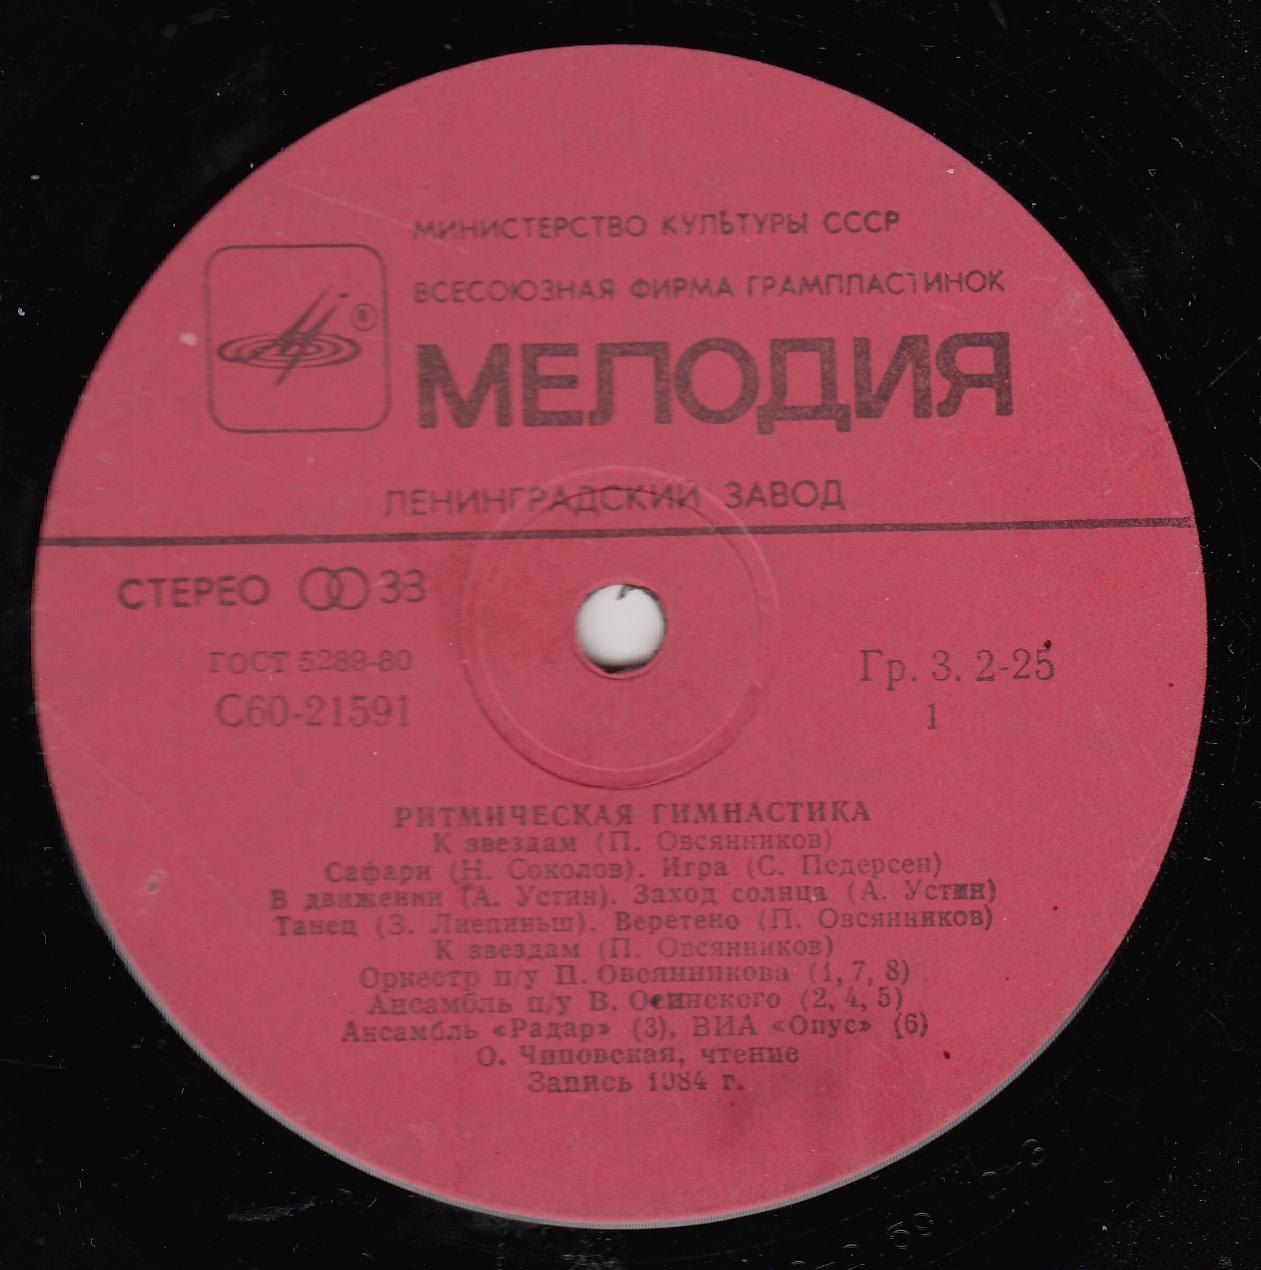 МИНИСТЕРСТВО КУЛЬТУРЫ СССР
ВСЕСОЮЗНАЯ ФИРМА ГРАМПЛАСТИНОК
®
МЕЛОДИЯ
ЛЕНИНГРАДСКИЙ ЗАВОД
СТЕРЕО 33
ГОСТ 5289-80
Гр. 3. 2-25
С60-21591
1
РИТМИЧЕСКАЯ ГИМНАСТИКА
К звездам (П. Овсянников)
Сафари (Н. Соколов). Игра (С. Педерсен)
В движении (А. Устин). Заход солнца (А. Устин)
Танец (З. Лиепиньш). Веретено (П. Овсянников)
К звездам (П. Овсянников)
Оркестр п/у П. Овсянникова (1, 7, 8)
Ансамбль п/у В. Осинского (2, 4, 5)
Ансамбль «Радар» (3), ВИА «Опус» (6)
О. Чиповская, чтение
Запись 1984 г.